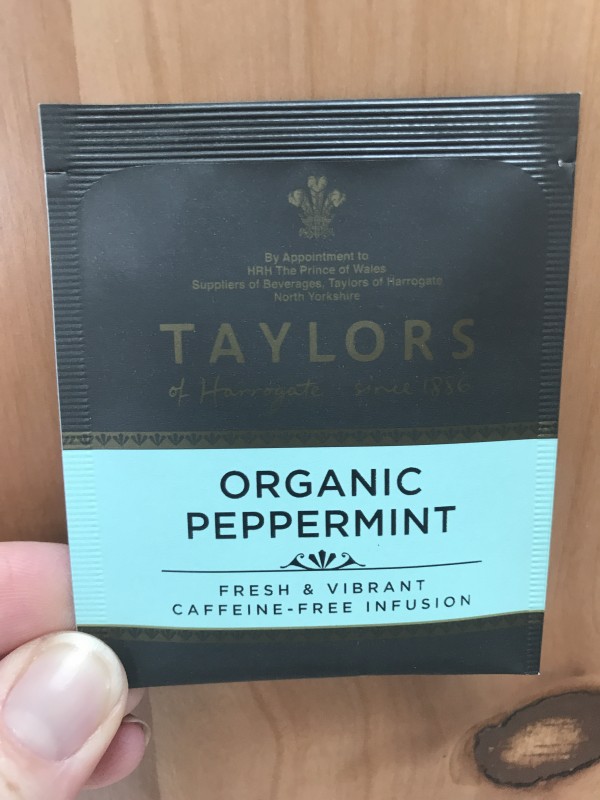 By Appointment to
HRH The Prince of Wales
Suppliers of Beverages, Taylors of Harrogate
North Yorkshire
TAYLORS
of Harrogate since 1886
ORGANIC
PEPPERMINT
FRESH & VIBRANT
CAFFEINE-FREE INFUSION